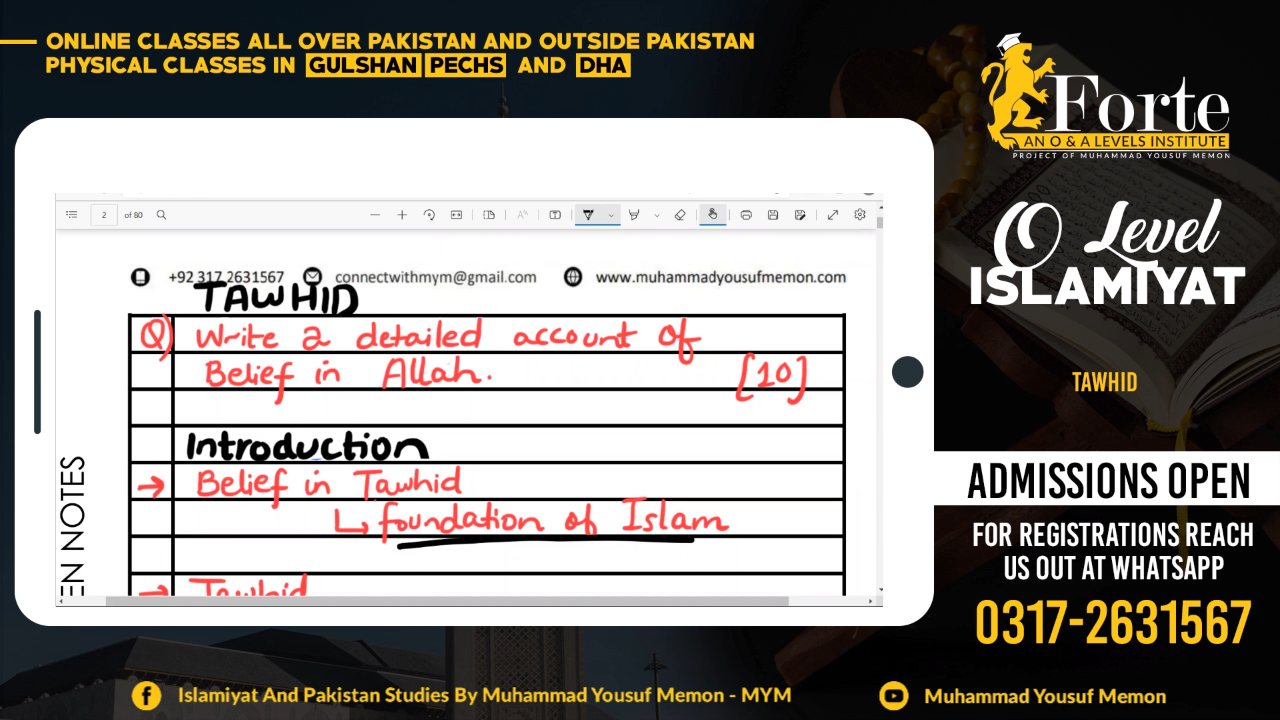 ONLINE CLASSES ALL OVER PAKISTAN AND OUTSIDE PAKISTAN
PHYSICAL CLASSES IN GULSHAN PECHS AND DHA
Forte
AN O & A LEVELS INSTITUTE
PROJECT OF MUHAMMAD YOUSUF MEMON
O Level
ISLAMIYAT
TAWHID
ADMISSIONS OPEN
FOR REGISTRATIONS REACH
US OUT AT WHATSAPP
0317-2631567
2 of 80
+92 317 2631567 connectwithmym@gmail.com www.muhammadyousufmemon.com
TAWHID
Q) Write a detailed account of
Belief in Allah. [10]
Introduction
→ Belief in Tawhid
↳ foundation of Islam
→ Tawhid
EN NOTES
Islamiyat And Pakistan Studies By Muhammad Yousuf Memon - MYM
Muhammad Yousuf Memon